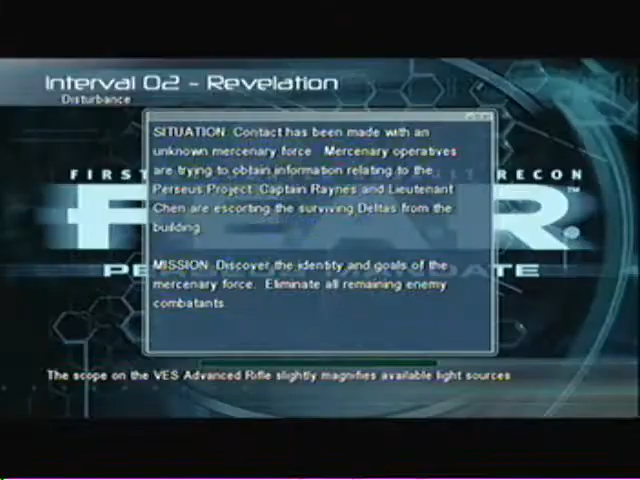 Interval 02 - Revelation
Disturbance
SITUATION: Contact has been made with an
unknown mercenary force. Mercenary operatives
are trying to obtain information relating to the
Perseus Project. Captain Raynes and Lieutenant
Chen are escorting the surviving Deltas from the
building.
FIRST RECON
F.E.A.R.
MISSION: Discover the identity and goals of the
mercenary force. Eliminate all remaining enemy
combatants.
The scope on the VES Advanced Rifle slightly magnifies available light sources